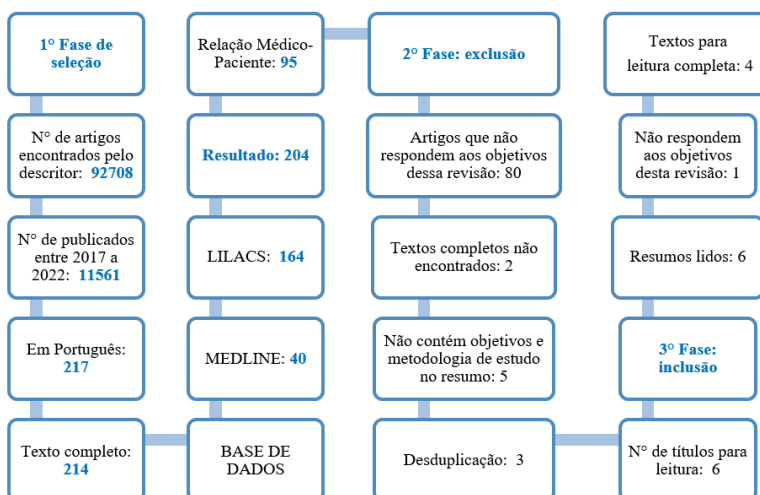 1° Fase de
seleção
N° de artigos
encontrados pelo
descritor: 92708
N° de publicados
entre 2017 a
2022: 11561
Em Português:
217
Texto completo:
214
BASE DE
DADOS
MEDLINE: 40
LILACS: 164
Resultado: 204
Relação Médico-
Paciente: 95
2° Fase: exclusão
Artigos que não
respondem aos objetivos
dessa revisão: 80
Textos completos não
encontrados: 2
Não contém objetivos e
metodologia de estudo
no resumo: 5
Desduplicação: 3
N° de títulos para
leitura: 6
3° Fase:
inclusão
Resumos lidos: 6
Não respondem
aos objetivos
desta revisão: 1
Textos para
leitura completa: 4